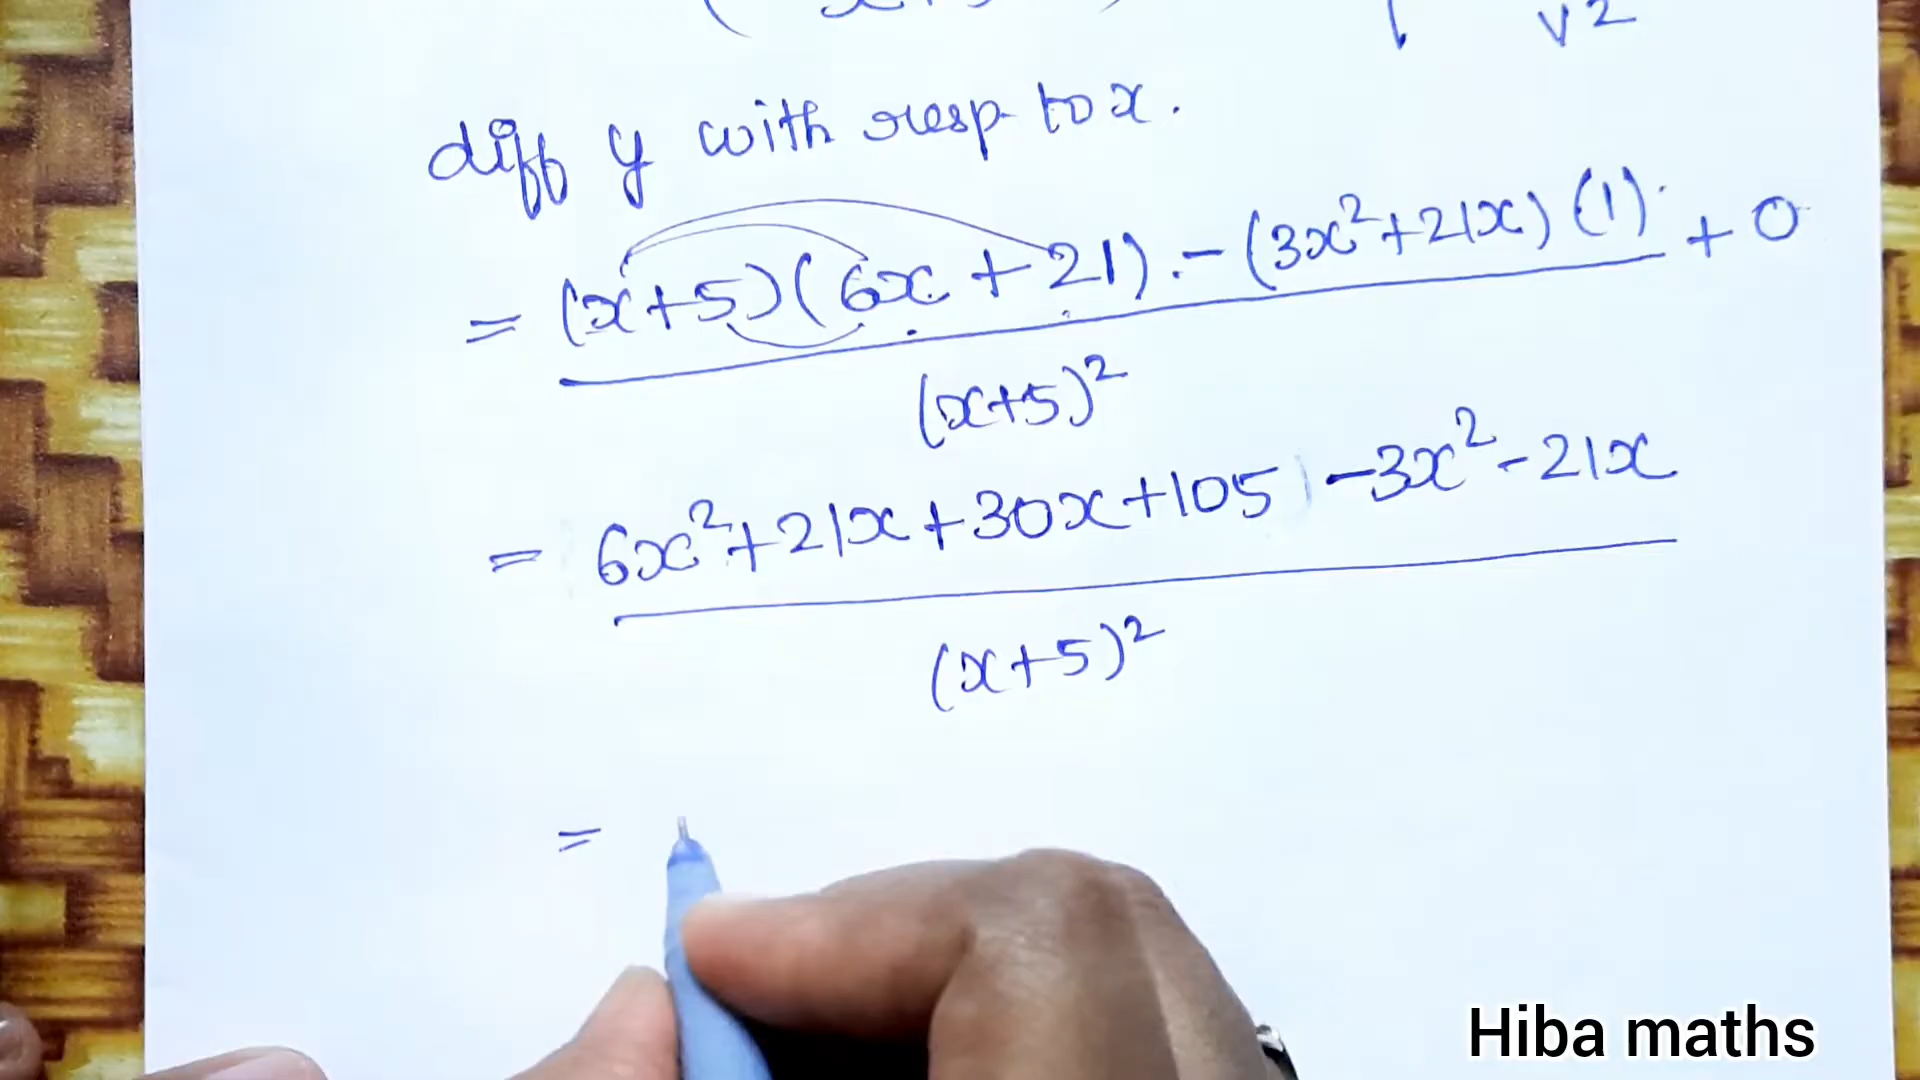 v2
diff y with resp to x.
= (x+5)(6x+21).-(3x²+21x)(1). + 0
(x+5)²
= 6x²+21x+30x+105 -3x²-21x
(x+5)²
=
Hiba maths